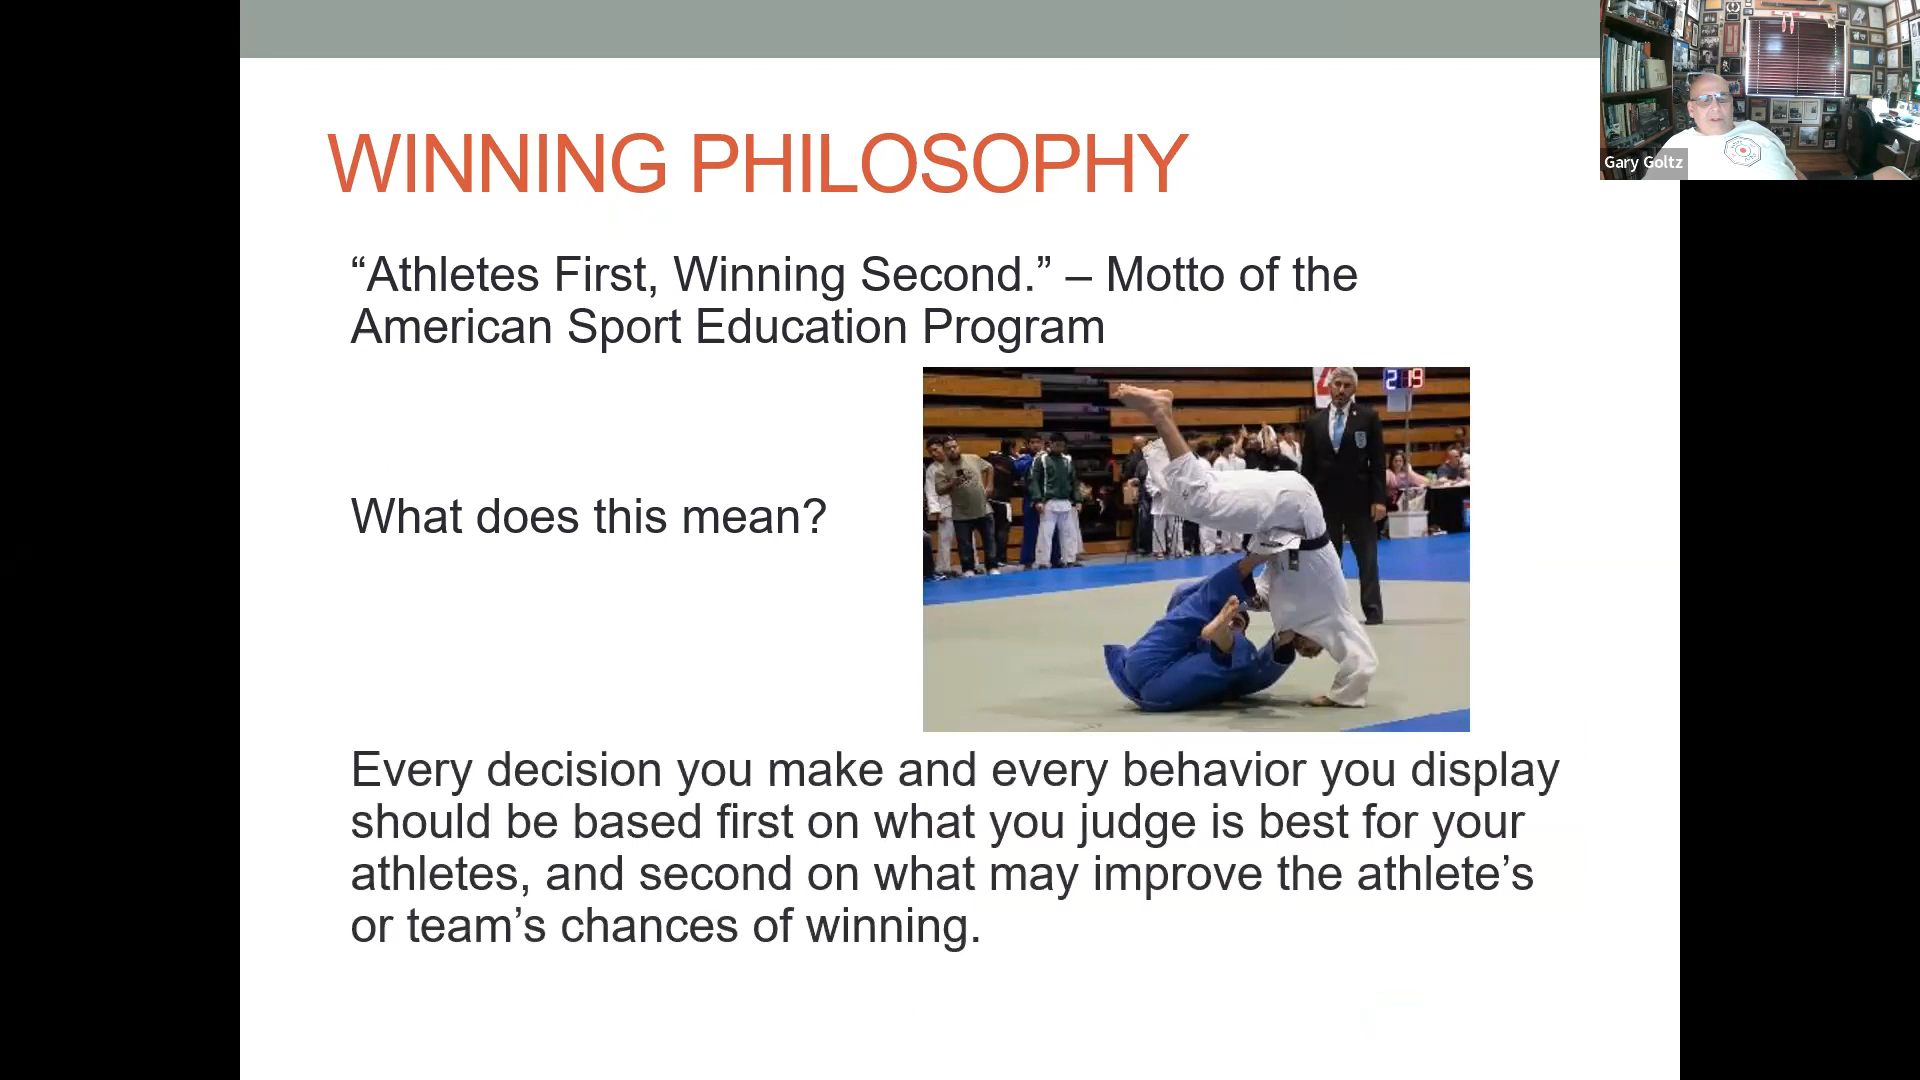 WINNING PHILOSOPHY
“Athletes First, Winning Second.” – Motto of the
American Sport Education Program
What does this mean?
Every decision you make and every behavior you display
should be based first on what you judge is best for your
athletes, and second on what may improve the athlete’s
or team’s chances of winning.
Gary Goltz
2 19